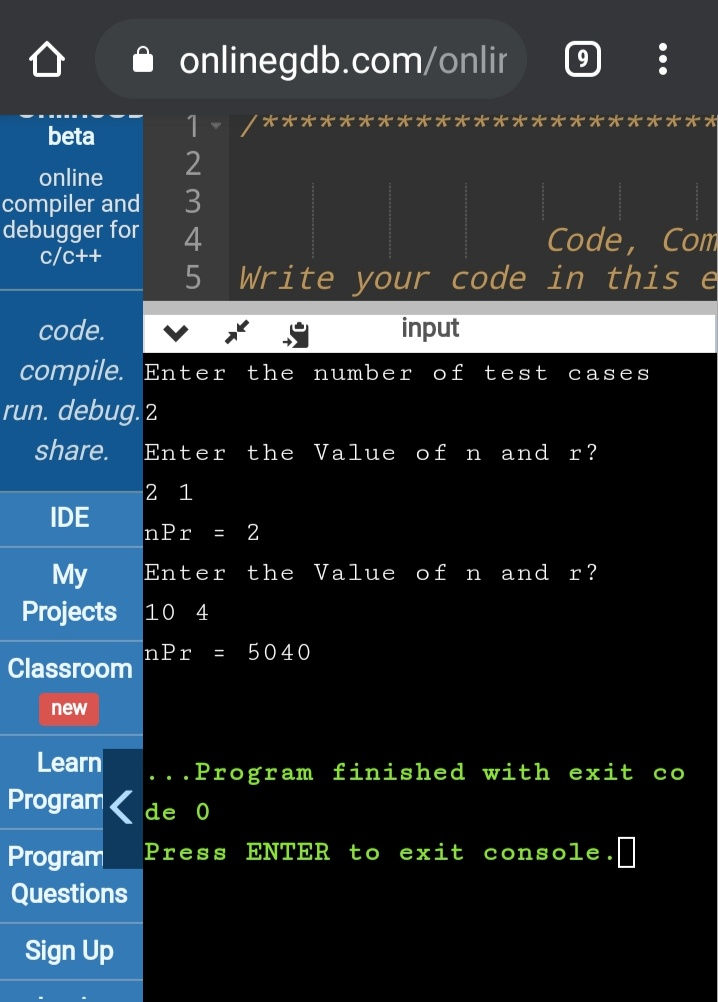 onlinegdb.com/onlin
9
beta
online
compiler and
debugger for
c/c++
code.
compile.
run. debug.
share.
IDE
My
Projects
Classroom
new
Learn
Program
Questions
Sign Up
1 /*************************
2
3
4 Code, Com
5 Write your code in this e
input
Enter the number of test cases
2
Enter the Value of n and r?
2 1
nPr = 2
Enter the Value of n and r?
10 4
nPr = 5040
...Program finished with exit co
de 0
Press ENTER to exit console.